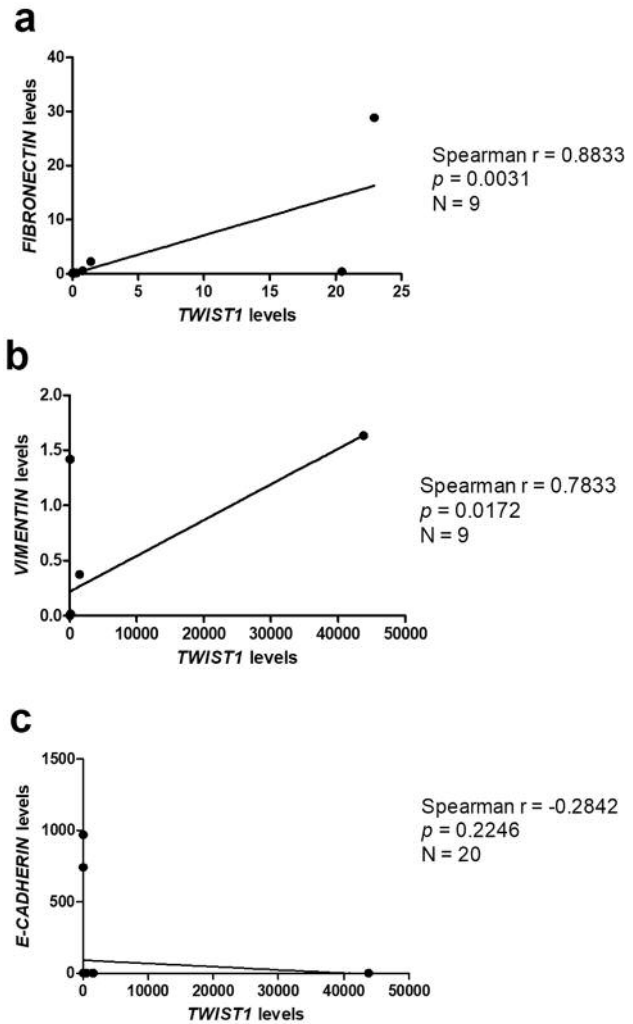 a
40
30
20
10
0
FIBRONECTIN levels
0 5 10 15 20 25
TWIST1 levels
Spearman r = 0.8833
p = 0.0031
N = 9
b
2.0
1.5
1.0
0.5
0.0
VIMENTIN levels
0 10000 20000 30000 40000 50000
TWIST1 levels
Spearman r = 0.7833
p = 0.0172
N = 9
c
1500
1000
500
0
E-CADHERIN levels
0 10000 20000 30000 40000 50000
TWIST1 levels
Spearman r = -0.2842
p = 0.2246
N = 20